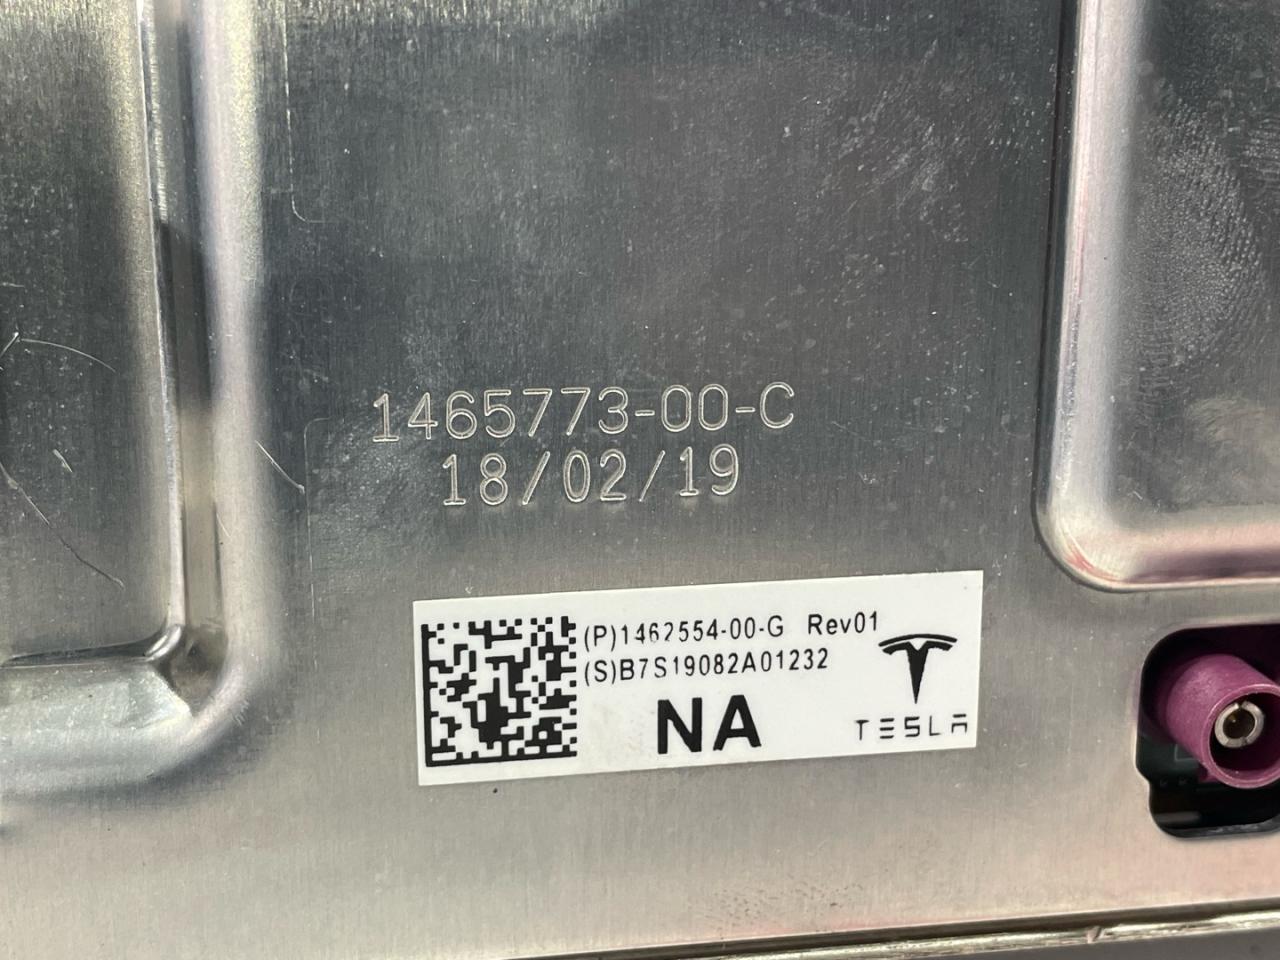 1465773-00-C
18/02/19
(P)1462554-00-G Rev01
(S)B7S19082A01232
NA
TESLA